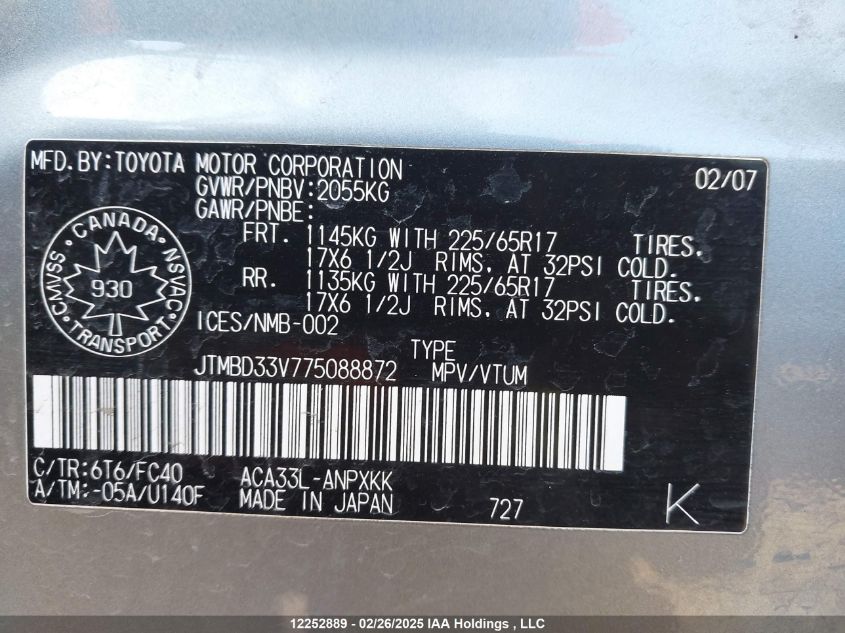 MFD. BY: TOYOTA MOTOR CORPORATION 02/07
GVWR/PNBV: 2055KG
GAWR/PNBE:
FRT. 1145KG WITH 225/65R17 TIRES,
17X6 1/2J RIMS, AT 32PSI COLD.
RR. 1135KG WITH 225/65R17 TIRES,
17X6 1/2J RIMS, AT 32PSI COLD.
ICES/NMB-002
CANADA
CMVSS 930 NSVAC
TRANSPORT
TYPE
JTMBD33V775088872 MPV/VTUM
C/TR: 6T6/FC40 ACA33L-ANPXKK
A/TM: -05A/U140F MADE IN JAPAN 727 K
12252889 - 02/26/2025 IAA Holdings , LLC